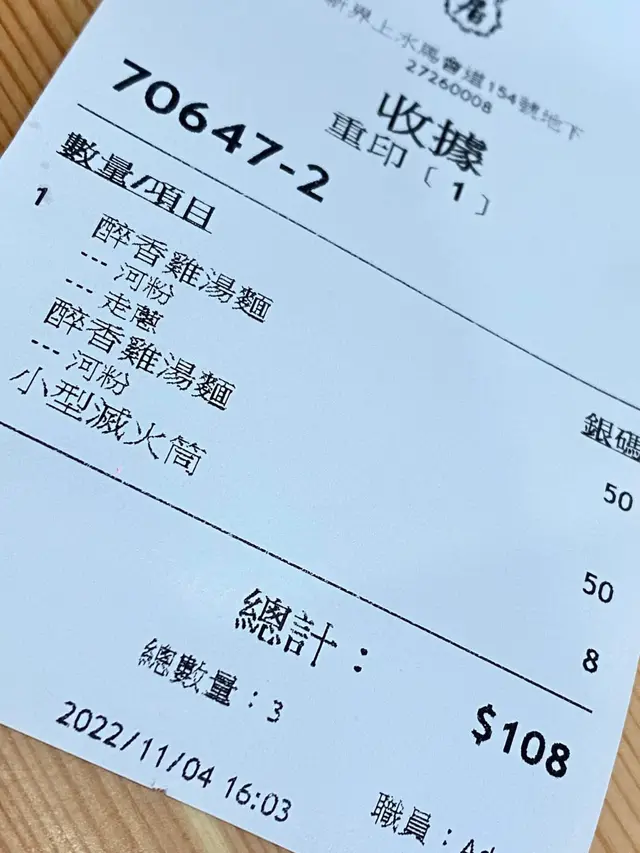 居
新界上水馬會道154號地下
27260008
收據
重印〔1〕
70647-2
數量/項目 銀碼
1 醉香雞湯麵 50
--- 河粉
--- 走蔥
醉香雞湯麵 50
--- 河粉
小型滅火筒 8
總計： $108
總數量：3
2022/11/04 16:03 職員：Ad